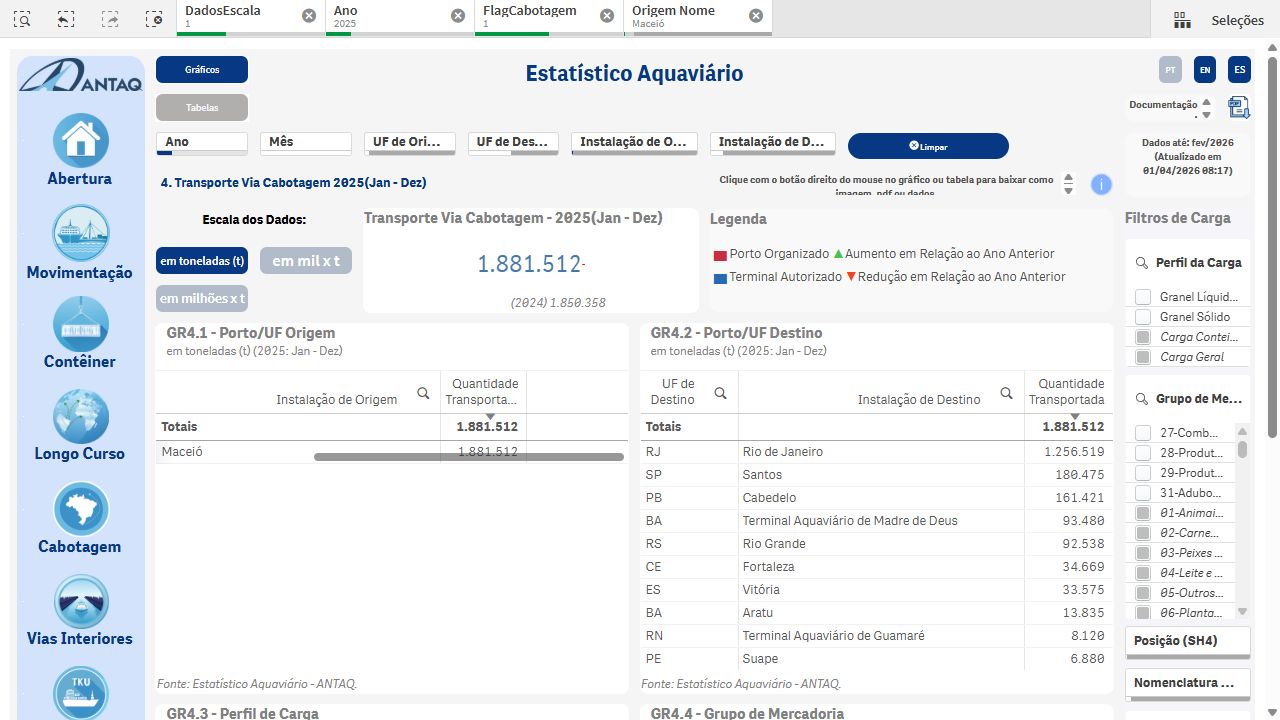 DadosEscala
1
Ano
2025
FlagCabotagem
1
Origem Nome
Maceió
Seleções
ANTAQ
Abertura
Movimentação
Contêiner
Longo Curso
Cabotagem
Vias Interiores
TKU
Gráficos
Tabelas
Estatístico Aquaviário
PT
EN
ES
Documentação
Ano
Mês
UF de Ori...
UF de Des...
Instalação de O...
Instalação de D...
Limpar
Dados até: fev/2026
(Atualizado em
01/04/2026 08:17)
4. Transporte Via Cabotagem 2025(Jan - Dez)
Clique com o botão direito do mouse no gráfico ou tabela para baixar como
imagem, pdf ou dados
i
Escala dos Dados:
em toneladas (t)
em mil x t
em milhões x t
Transporte Via Cabotagem - 2025(Jan - Dez)
1.881.512-
(2024) 1.850.358
Legenda
Porto Organizado ▲Aumento em Relação ao Ano Anterior
Terminal Autorizado ▼Redução em Relação ao Ano Anterior
GR4.1 - Porto/UF Origem
em toneladas (t) (2025: Jan - Dez)
Instalação de Origem
Quantidade
Transporta...
Totais 1.881.512
Maceió 1.881.512
Fonte: Estatístico Aquaviário - ANTAQ.
GR4.2 - Porto/UF Destino
em toneladas (t) (2025: Jan - Dez)
UF de
Destino
Instalação de Destino
Quantidade
Transportada
Totais 1.881.512
RJ Rio de Janeiro 1.256.519
SP Santos 180.475
PB Cabedelo 161.421
BA Terminal Aquaviário de Madre de Deus 93.480
RS Rio Grande 92.538
CE Fortaleza 34.669
ES Vitória 33.575
BA Aratu 13.835
RN Terminal Aquaviário de Guamaré 8.120
PE Suape 6.880
Fonte: Estatístico Aquaviário - ANTAQ.
Filtros de Carga
Perfil da Carga
Granel Líquid...
Granel Sólido
Carga Contei...
Carga Geral
Grupo de Me...
27-Comb...
28-Produt...
29-Produt...
31-Adubo...
01-Animai...
02-Carne...
03-Peixes ...
04-Leite e ...
05-Outros...
06-Planta...
Posição (SH4)
Nomenclatura ...
GR4.3 - Perfil de Carga
GR4.4 - Grupo de Mercadoria